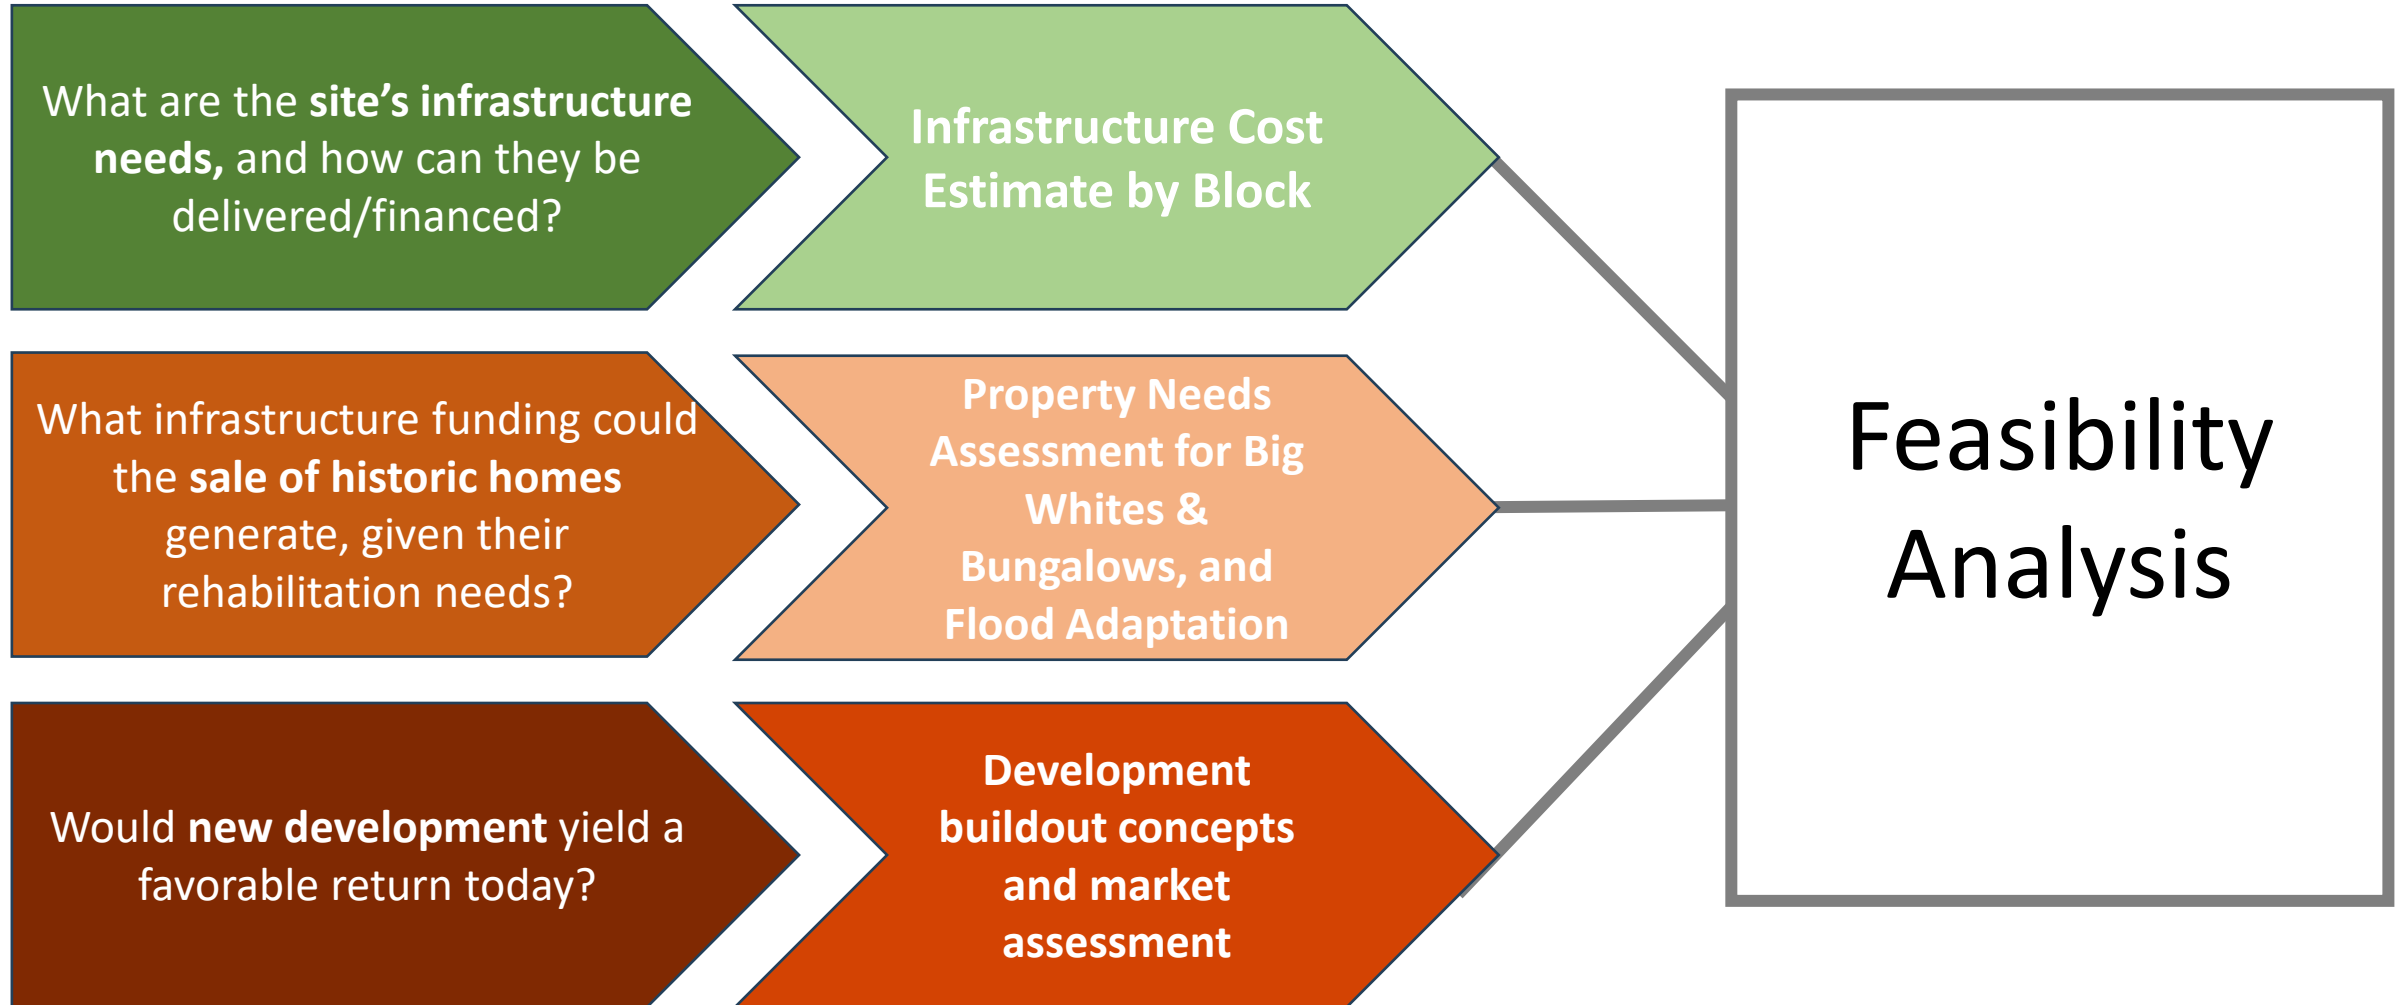 What are the site’s infrastructure
needs, and how can they be
delivered/financed?
Infrastructure Cost
Estimate by Block
What infrastructure funding could
the sale of historic homes
generate, given their
rehabilitation needs?
Property Needs
Assessment for Big
Whites &
Bungalows, and
Flood Adaptation
Would new development yield a
favorable return today?
Development
buildout concepts
and market
assessment
Feasibility
Analysis